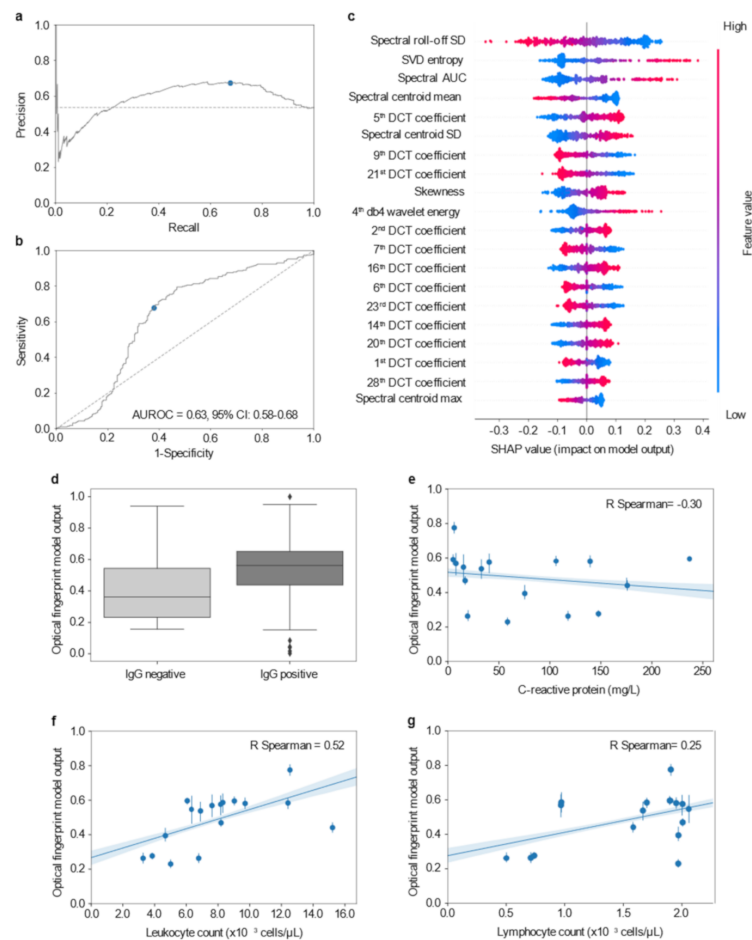 a
1.0
0.8
0.6
0.4
0.2
0.0
Precision
0.0 0.2 0.4 0.6 0.8 1.0
Recall
b
1.0
0.8
0.6
0.4
0.2
0.0
Sensitivity
AUROC = 0.63, 95% CI: 0.58-0.68
0.0 0.2 0.4 0.6 0.8 1.0
1-Specificity
c
High
Spectral roll-off SD
SVD entropy
Spectral AUC
Spectral centroid mean
5th DCT coefficient
Spectral centroid SD
9th DCT coefficient
21st DCT coefficient
Skewness
4th db4 wavelet energy
2nd DCT coefficient
7th DCT coefficient
16th DCT coefficient
6th DCT coefficient
23rd DCT coefficient
14th DCT coefficient
20th DCT coefficient
1st DCT coefficient
28th DCT coefficient
Spectral centroid max
Feature value
Low
-0.3 -0.2 -0.1 0.0 0.1 0.2 0.3 0.4
SHAP value (impact on model output)
d
1.0
0.8
0.6
0.4
0.2
0.0
Optical fingerprint model output
IgG negative IgG positive
e
R Spearman= -0.30
1.0
0.8
0.6
0.4
0.2
0.0
Optical fingerprint model output
0 50 100 150 200 250
C-reactive protein (mg/L)
f
R Spearman = 0.52
1.0
0.8
0.6
0.4
0.2
0.0
Optical fingerprint model output
0.0 2.0 4.0 6.0 8.0 10.0 12.0 14.0 16.0
Leukocyte count (x10 3 cells/µL)
g
R Spearman = 0.25
1.0
0.8
0.6
0.4
0.2
0.0
Optical fingerprint model output
0.0 0.5 1.0 1.5 2.0
Lymphocyte count (x10 3 cells/µL)